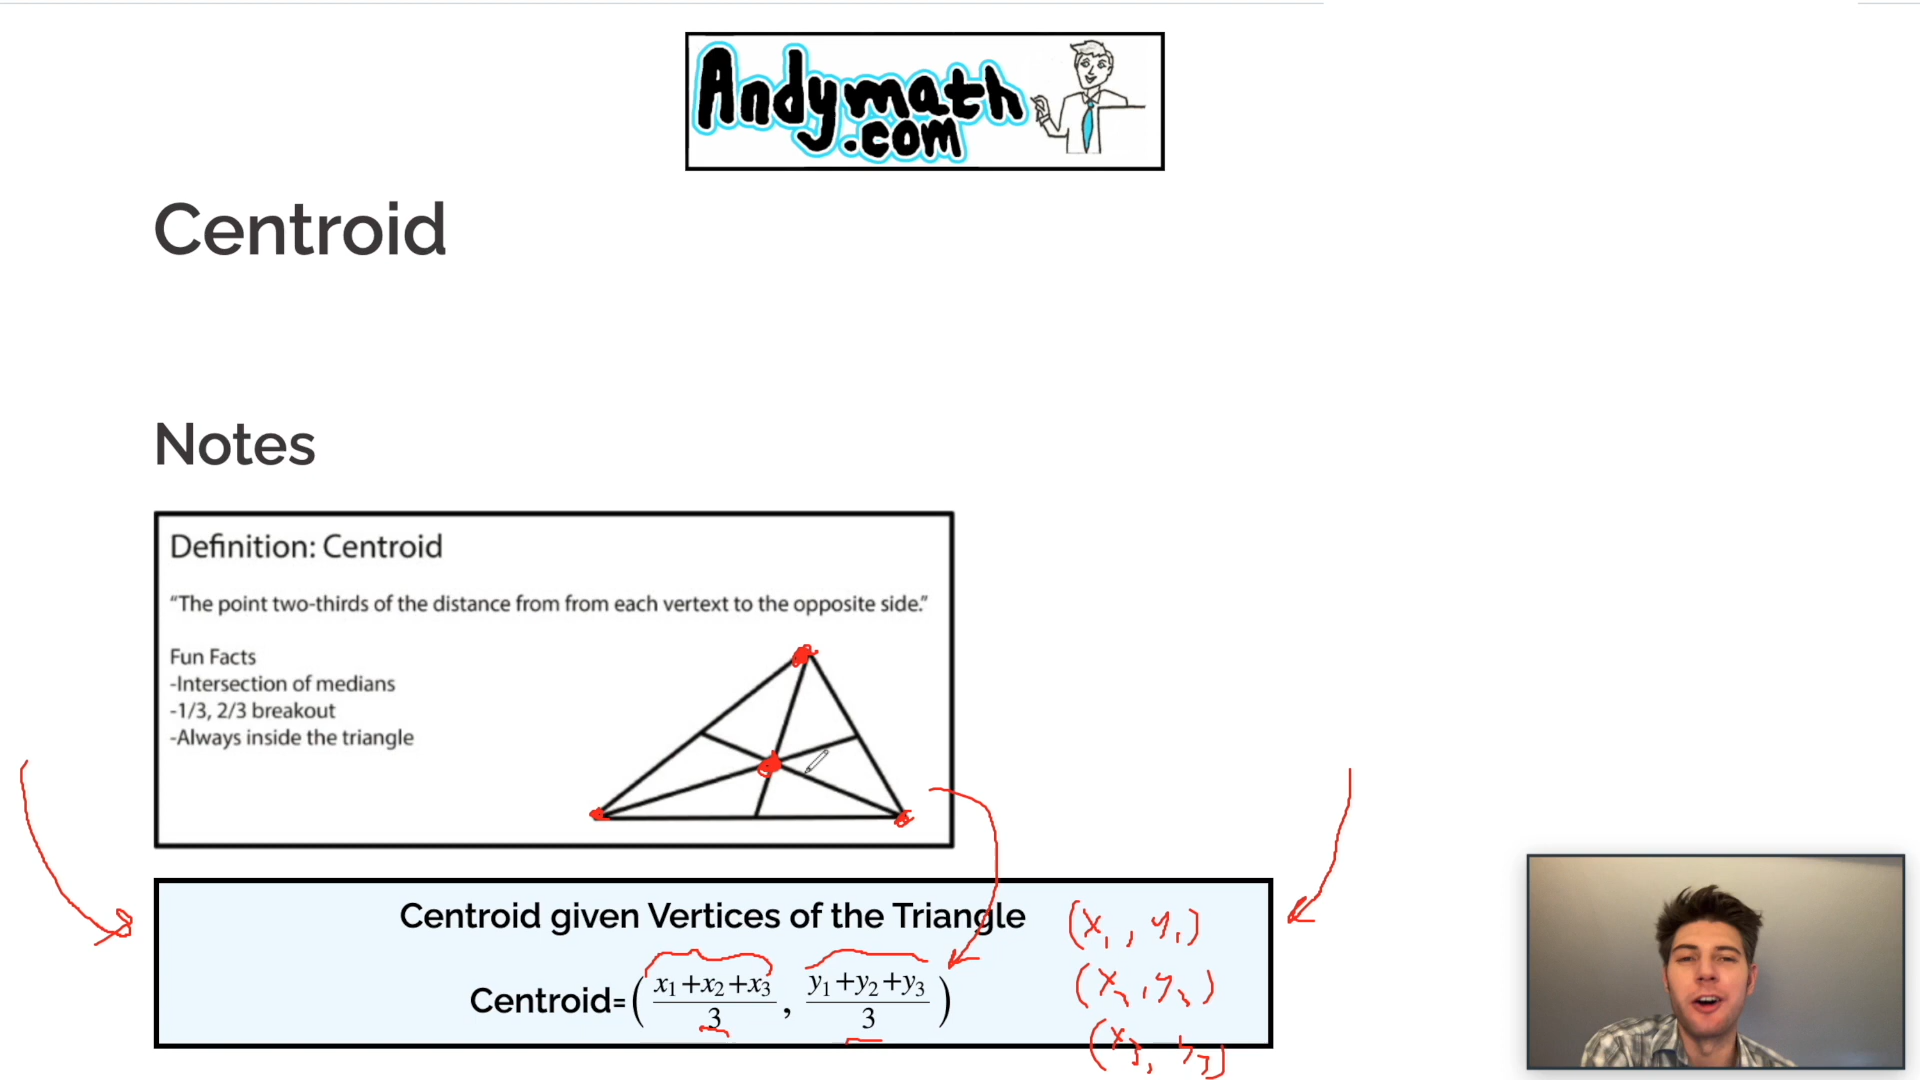 Andymath
.com
Centroid
Notes
Definition: Centroid
“The point two-thirds of the distance from from each vertext to the opposite side.”
Fun Facts
-Intersection of medians
-1/3, 2/3 breakout
-Always inside the triangle
Centroid given Vertices of the Triangle
Centroid=(x₁+x₂+x₃/3, y₁+y₂+y₃/3)
(x₁, y₁)
(x₂, y₂)
(x₃, y₃)